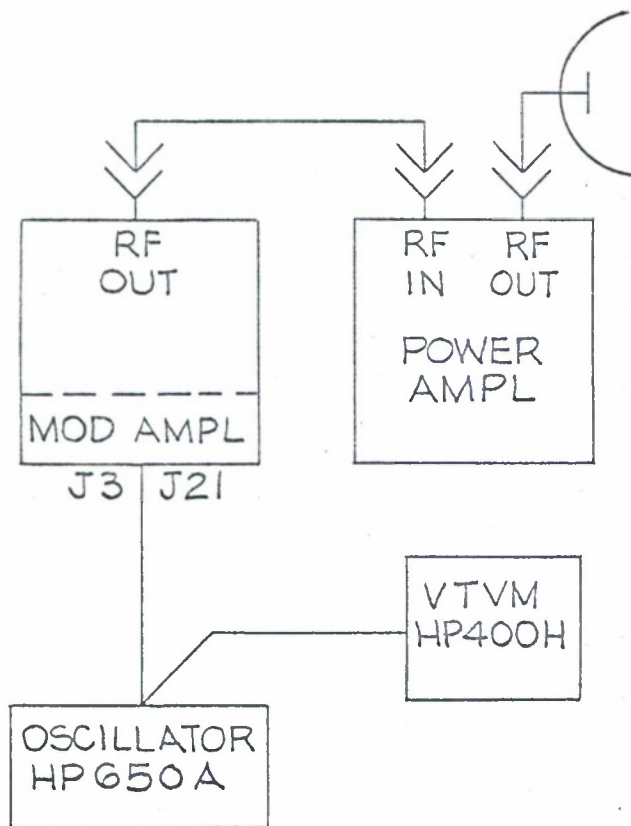 RF
OUT
RF RF
IN OUT
POWER
AMPL
MOD AMPL
J3 J21
VTVM
HP400H
OSCILLATOR
HP650A